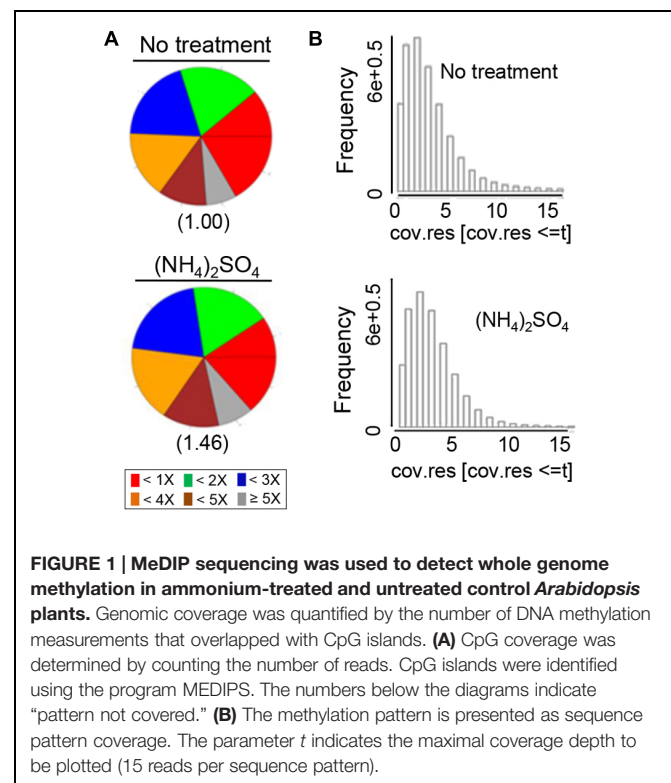 A
No treatment
(1.00)
(NH₄)₂SO₄
(1.46)
< 1X < 2X < 3X
< 4X < 5X ≥ 5X
B
Frequency
6e+0.5
0
No treatment
0 5 10 15
cov.res [cov.res <=t]
Frequency
6e+0.5
0
(NH₄)₂SO₄
0 5 10 15
cov.res [cov.res <=t]
FIGURE 1 | MeDIP sequencing was used to detect whole genome
methylation in ammonium-treated and untreated control Arabidopsis
plants. Genomic coverage was quantified by the number of DNA methylation
measurements that overlapped with CpG islands. (A) CpG coverage was
determined by counting the number of reads. CpG islands were identified
using the program MEDIPS. The numbers below the diagrams indicate
“pattern not covered.” (B) The methylation pattern is presented as sequence
pattern coverage. The parameter t indicates the maximal coverage depth to
be plotted (15 reads per sequence pattern).